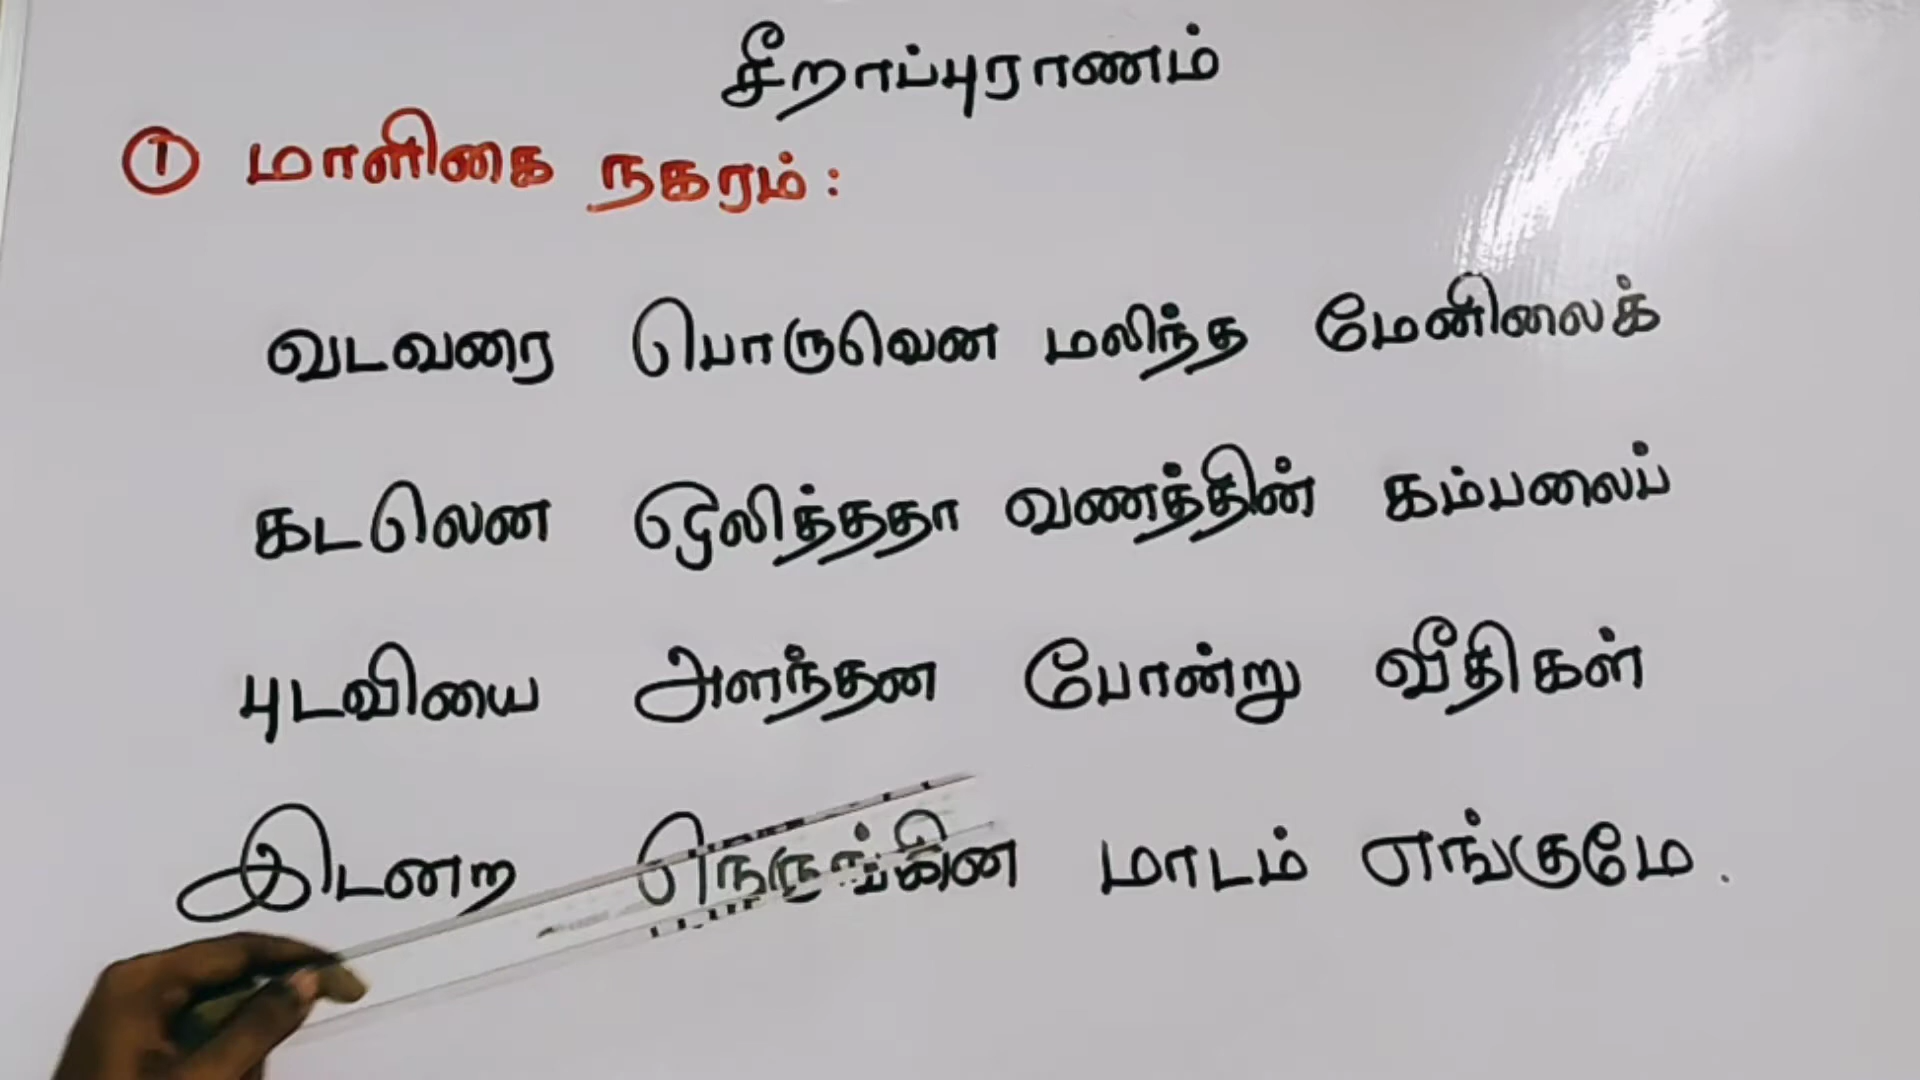 சீறாப்புராணம்
1 மாளிகை நகரம் :
வடவரை பொருவென மலிந்த மேனிலைக்
கடலென ஒலித்ததா வணத்தின் கம்பலைப்
புடவியை அளந்தன போன்று வீதிகள்
இடனற நெருங்கின மாடம் எங்குமே .